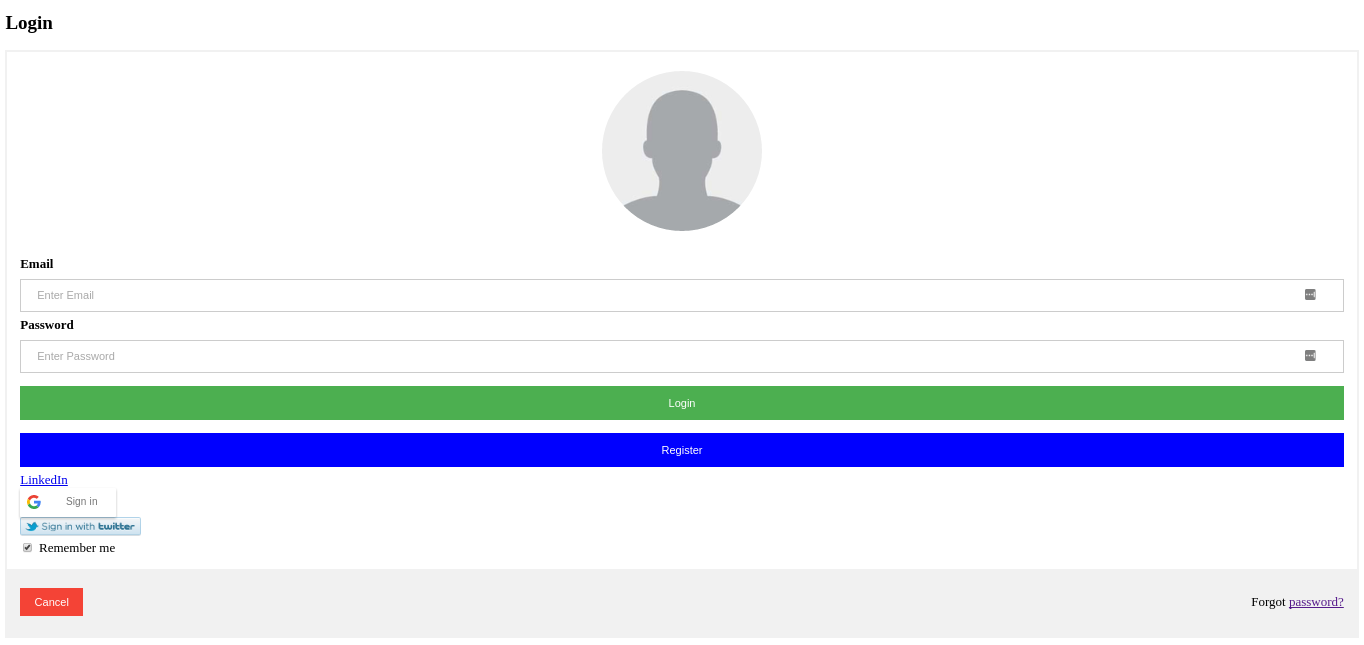 Login
Email
Enter Email
Password
Enter Password
Login
Register
LinkedIn
Sign in
Sign in with twitter
Remember me
Cancel
Forgot password?